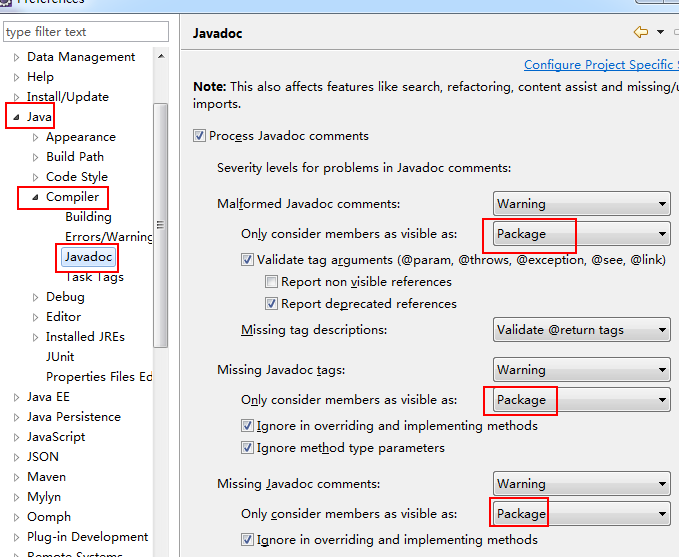 Preferences
type filter text
Data Management
Help
Install/Update
Java
Appearance
Build Path
Code Style
Compiler
Building
Errors/Warning
Javadoc
Task Tags
Debug
Editor
Installed JREs
JUnit
Properties Files Ed
Java EE
Java Persistence
JavaScript
JSON
Maven
Mylyn
Oomph
Plug-in Development
Remote Systems
Javadoc
Configure Project Specific S
Note: This also affects features like search, refactoring, content assist and missing/u
imports.
Process Javadoc comments
Severity levels for problems in Javadoc comments:
Malformed Javadoc comments: Warning
Only consider members as visible as: Package
Validate tag arguments (@param, @throws, @exception, @see, @link)
Report non visible references
Report deprecated references
Missing tag descriptions: Validate @return tags
Missing Javadoc tags: Warning
Only consider members as visible as: Package
Ignore in overriding and implementing methods
Ignore method type parameters
Missing Javadoc comments: Warning
Only consider members as visible as: Package
Ignore in overriding and implementing methods